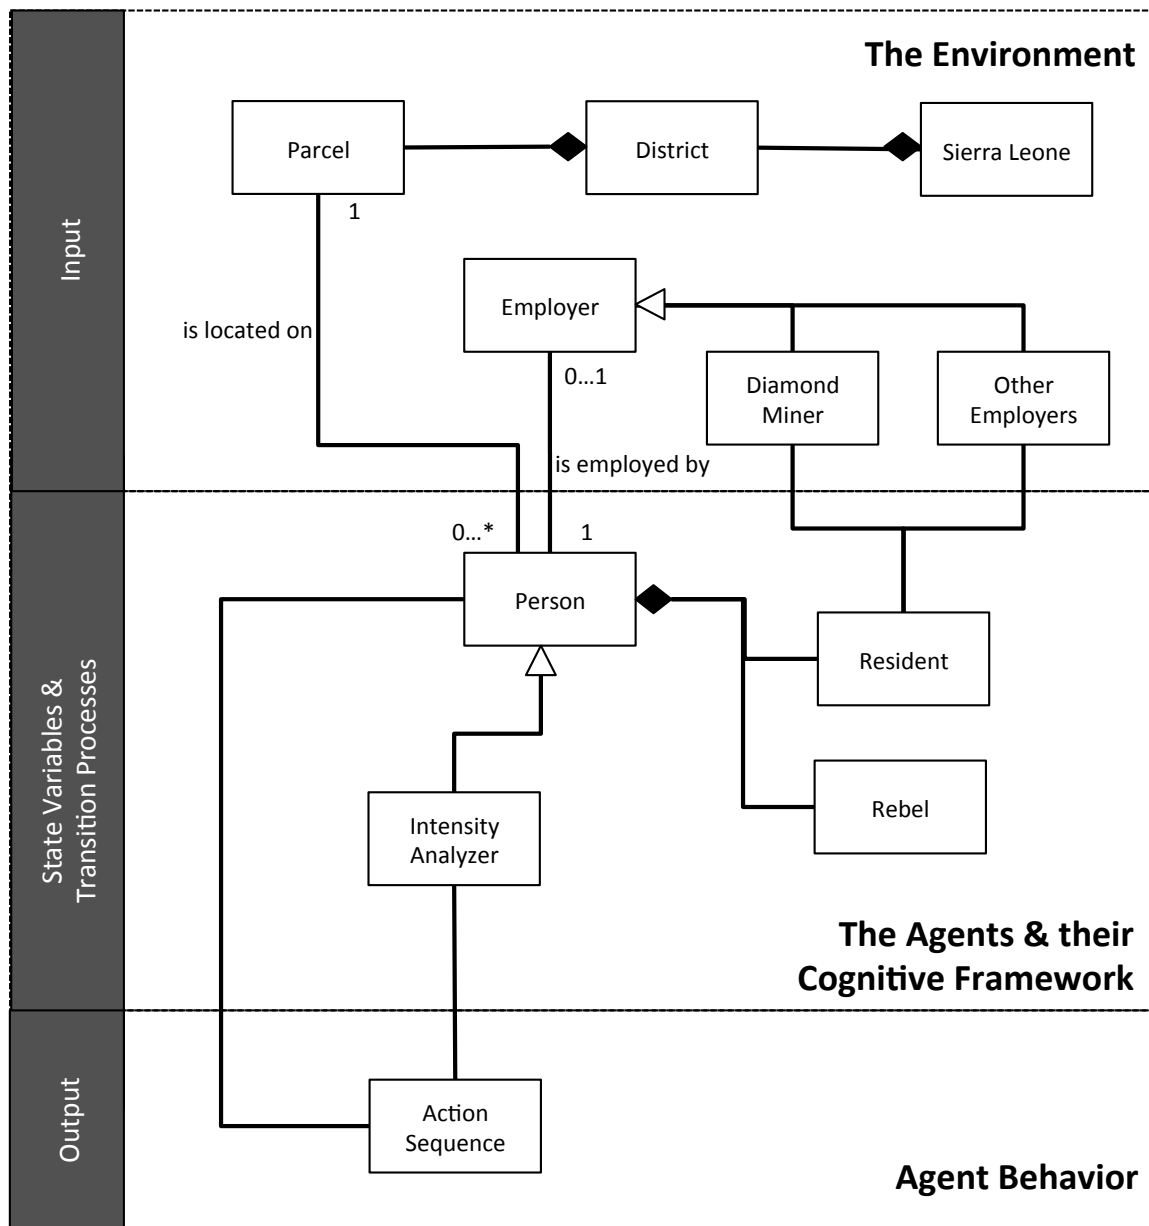 The Environment
Parcel
District
Sierra Leone
1
Input
Employer
is located on
0...1
Diamond
Miner
Other
Employers
is employed by
0...*
1
Person
Resident
State Variables &
Transition Processes
Rebel
Intensity
Analyzer
The Agents & their
Cognitive Framework
Output
Action
Sequence
Agent Behavior